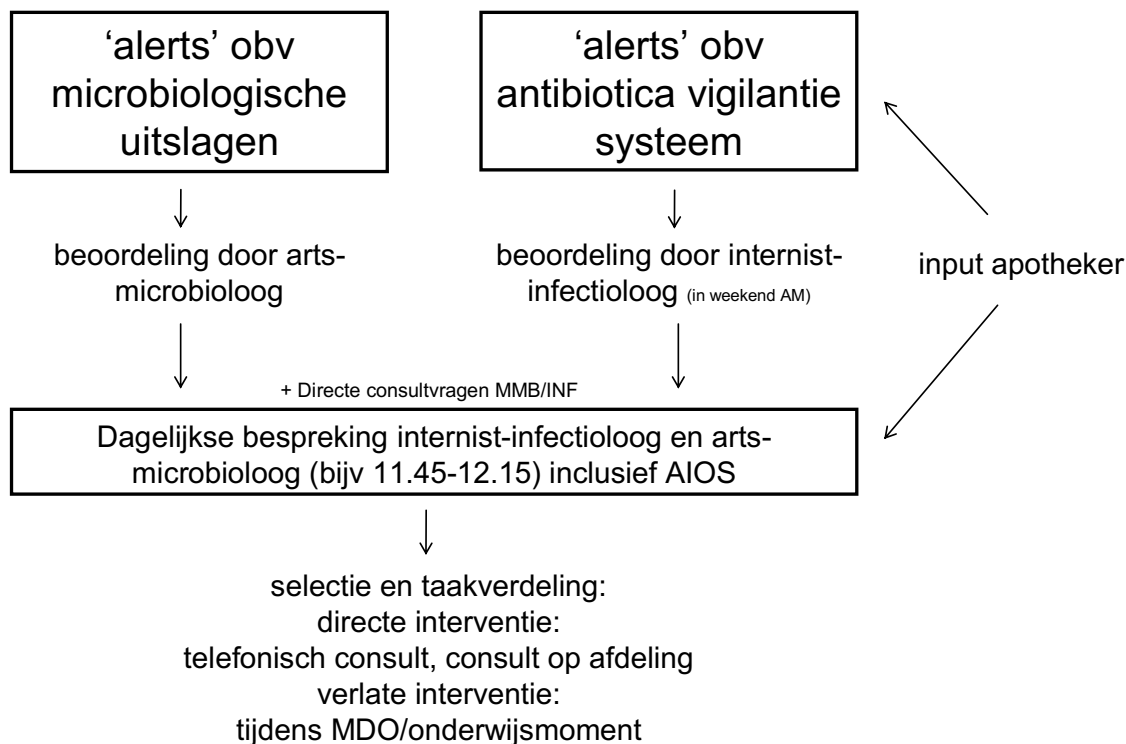 ‘alerts’ obv
microbiologische
uitslagen
‘alerts’ obv
antibiotica vigilantie
systeem
beoordeling door arts-
microbioloog
beoordeling door internist-
infectioloog (in weekend AM)
input apotheker
+ Directe consultvragen MMB/INF
Dagelijkse bespreking internist-infectioloog en arts-
microbioloog (bijv 11.45-12.15) inclusief AIOS
selectie en taakverdeling:
directe interventie:
telefonisch consult, consult op afdeling
verlate interventie:
tijdens MDO/onderwijsmoment